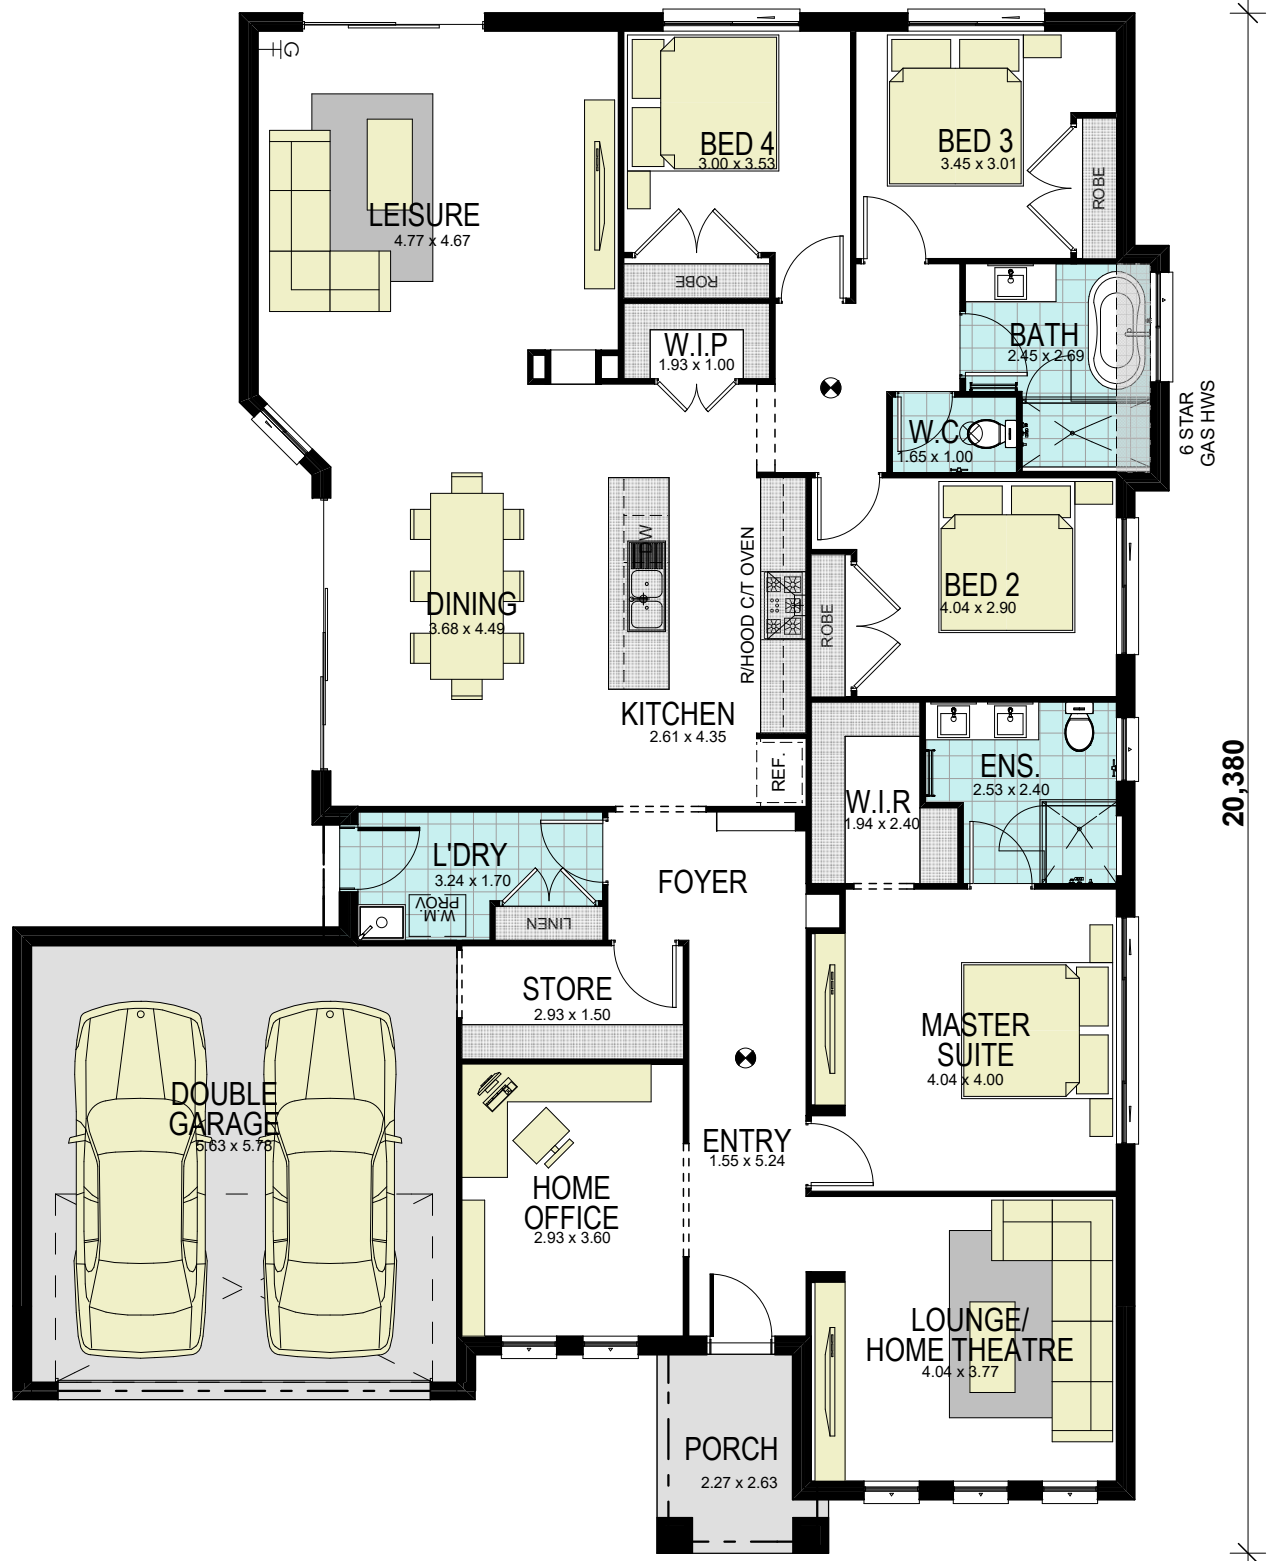 G
BED 4
3.00 x 3.53
BED 3
3.45 x 3.01
ROBE
LEISURE
4.77 x 4.67
ROBE
W.I.P
1.93 x 1.00
BATH
2.45 x 2.69
6 STAR
GAS HWS
W.C
1.65 x 1.00
DW
R/HOOD C/T OVEN
DINING
3.68 x 4.49
BED 2
4.04 x 2.90
ROBE
KITCHEN
2.61 x 4.35
REF.
ENS.
2.53 x 2.40
W.I.R
1.94 x 2.40
20,380
L'DRY
3.24 x 1.70
W.M.
PROV
LINEN
FOYER
STORE
2.93 x 1.50
MASTER
SUITE
4.04 x 4.00
DOUBLE
GARAGE
5.63 x 5.78
ENTRY
1.55 x 5.24
HOME
OFFICE
2.93 x 3.60
LOUNGE/
HOME THEATRE
4.04 x 3.77
PORCH
2.27 x 2.63